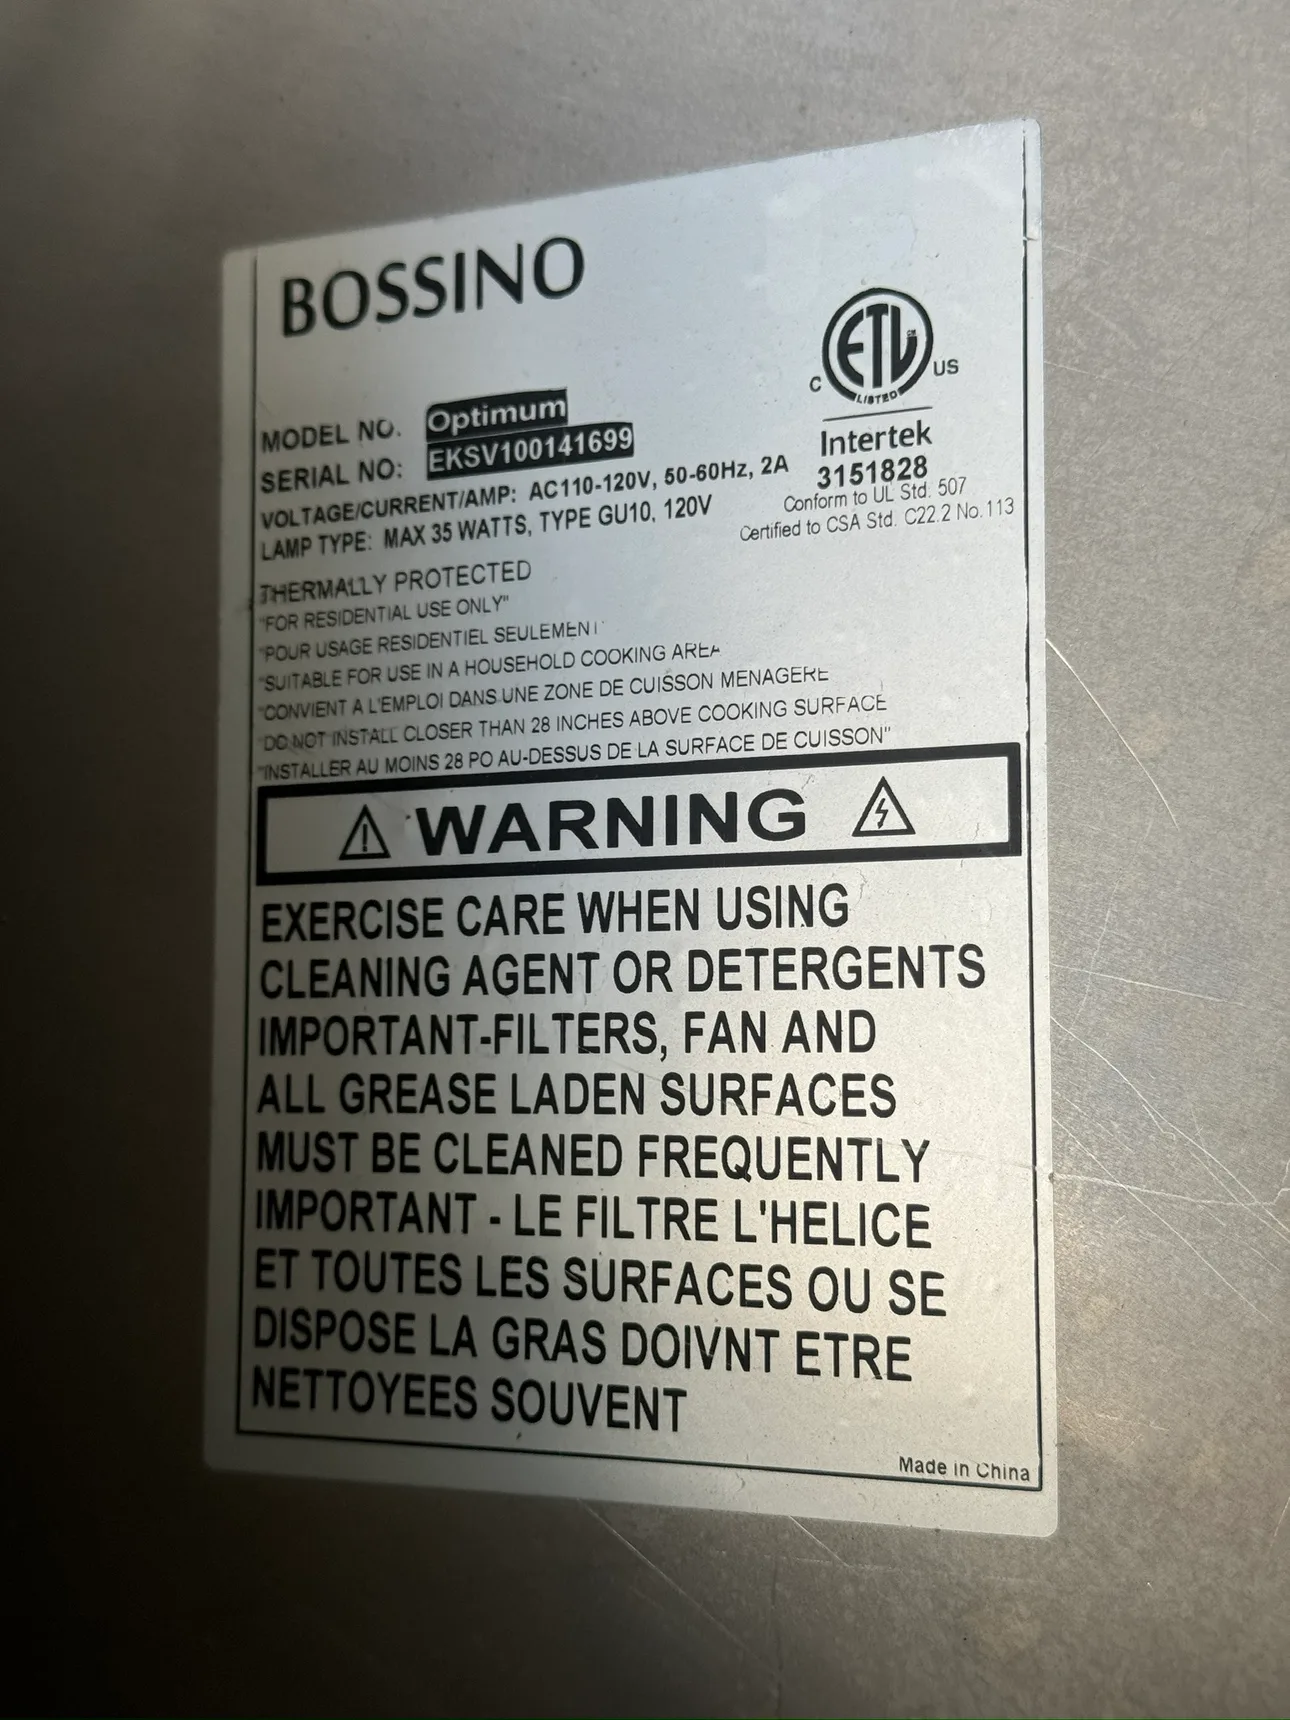 BOSSINO
ETL
CM
C
US
LISTED
Intertek
3151828
Conform to UL Std. 507
Certified to CSA Std. C22.2 No.113
MODEL NO. Optimum
SERIAL NO: EKSV100141699
VOLTAGE/CURRENT/AMP: AC110-120V, 50-60Hz, 2A
LAMP TYPE: MAX 35 WATTS, TYPE GU10, 120V
THERMALLY PROTECTED
"FOR RESIDENTIAL USE ONLY"
"POUR USAGE RESIDENTIEL SEULEMENT"
"SUITABLE FOR USE IN A HOUSEHOLD COOKING AREA
"CONVIENT A L'EMPLOI DANS UNE ZONE DE CUISSON MENAGERE
"DO NOT INSTALL CLOSER THAN 28 INCHES ABOVE COOKING SURFACE
"INSTALLER AU MOINS 28 PO AU-DESSUS DE LA SURFACE DE CUISSON"
WARNING
EXERCISE CARE WHEN USING
CLEANING AGENT OR DETERGENTS
IMPORTANT-FILTERS, FAN AND
ALL GREASE LADEN SURFACES
MUST BE CLEANED FREQUENTLY
IMPORTANT - LE FILTRE L'HELICE
ET TOUTES LES SURFACES OU SE
DISPOSE LA GRAS DOIVNT ETRE
NETTOYEES SOUVENT
Made in China